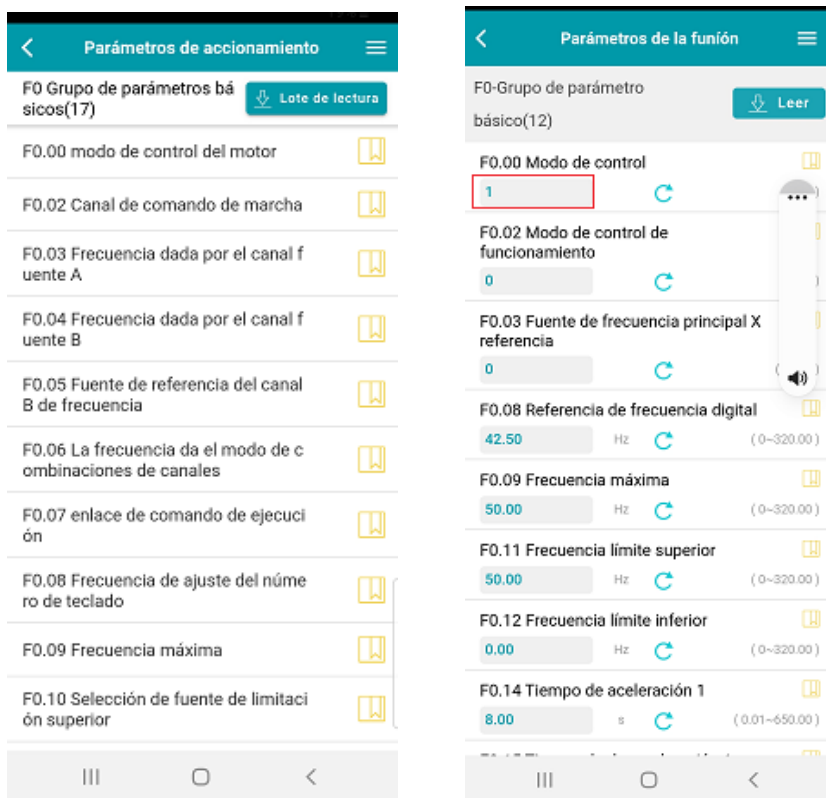 Parámetros de accionamiento
F0 Grupo de parámetros bá
sicos(17)
Lote de lectura
F0.00 modo de control del motor
F0.02 Canal de comando de marcha
F0.03 Frecuencia dada por el canal f
uente A
F0.04 Frecuencia dada por el canal f
uente B
F0.05 Fuente de referencia del canal
B de frecuencia
F0.06 La frecuencia da el modo de c
ombinaciones de canales
F0.07 enlace de comando de ejecuci
ón
F0.08 Frecuencia de ajuste del núme
ro de teclado
F0.09 Frecuencia máxima
F0.10 Selección de fuente de limitaci
ón superior
Parámetros de la funíón
F0-Grupo de parámetro
básico(12)
Leer
F0.00 Modo de control
1
F0.02 Modo de control de
funcionamiento
0
F0.03 Fuente de frecuencia principal X
referencia
0
F0.08 Referencia de frecuencia digital
42.50 Hz (0~320.00)
F0.09 Frecuencia máxima
50.00 Hz (0~320.00)
F0.11 Frecuencia límite superior
50.00 Hz (0~320.00)
F0.12 Frecuencia límite inferior
0.00 Hz (0~320.00)
F0.14 Tiempo de aceleración 1
8.00 s (0.01~650.00)